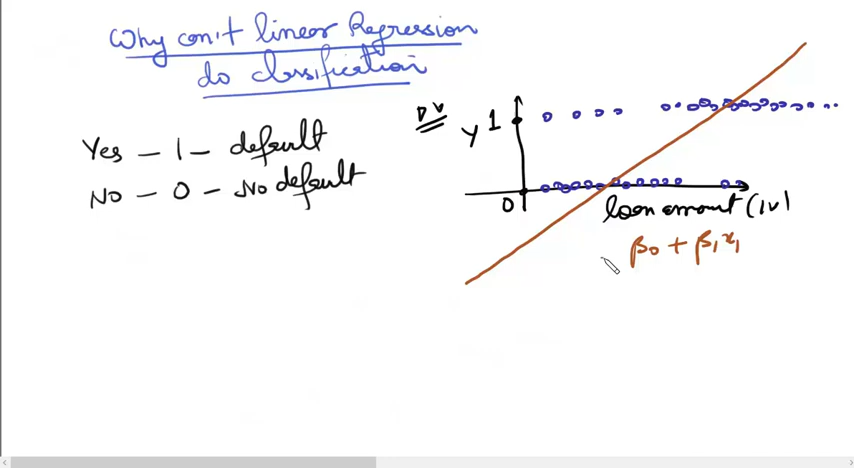 Why can't linear Regression
do classification
Yes – 1 – default
No – 0 – No default
DV
Y 1
0
loan amount (IV)
β₀ + β₁x₁